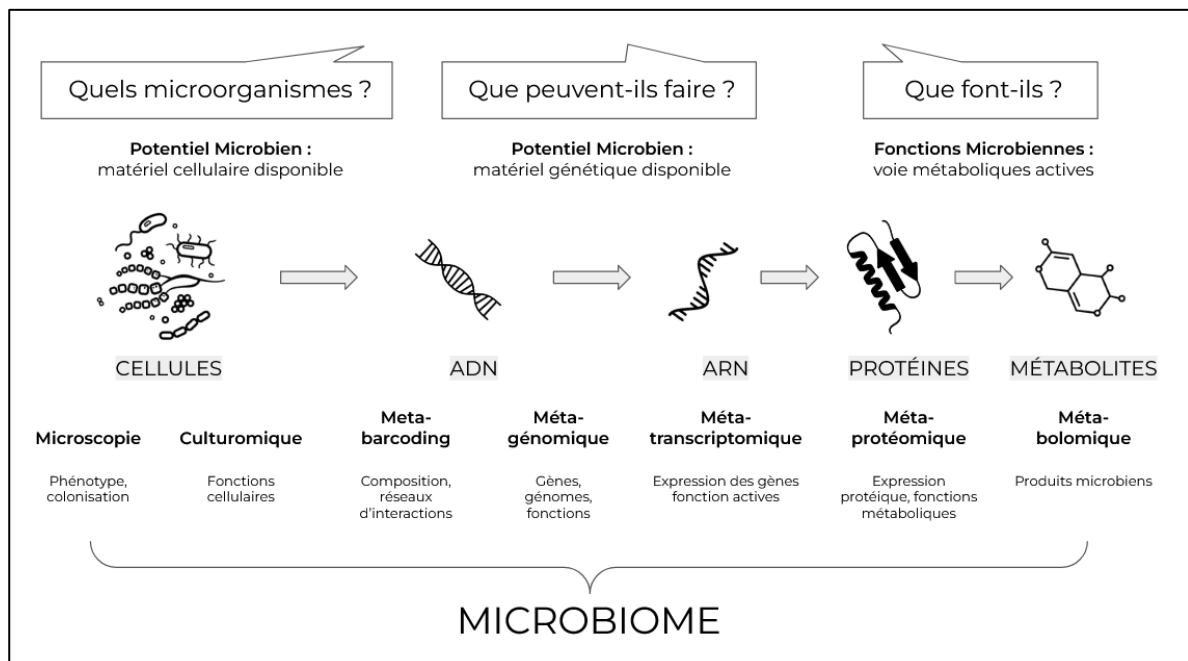 Quels microorganismes ?
Que peuvent-ils faire ?
Que font-ils ?
Potentiel Microbien :
matériel cellulaire disponible
Potentiel Microbien :
matériel génétique disponible
Fonctions Microbiennes :
voie métaboliques actives
CELLULES
ADN
ARN
PROTÉINES
MÉTABOLITES
Microscopie
Phénotype,
colonisation
Culturomique
Fonctions
cellulaires
Meta-
barcoding
Composition,
réseaux
d'interactions
Méta-
génomique
Gènes,
génomes,
fonctions
Méta-
transcriptomique
Expression des gènes
fonction actives
Méta-
protéomique
Expression
protéique, fonctions
métaboliques
Méta-
bolomique
Produits microbiens
MICROBIOME